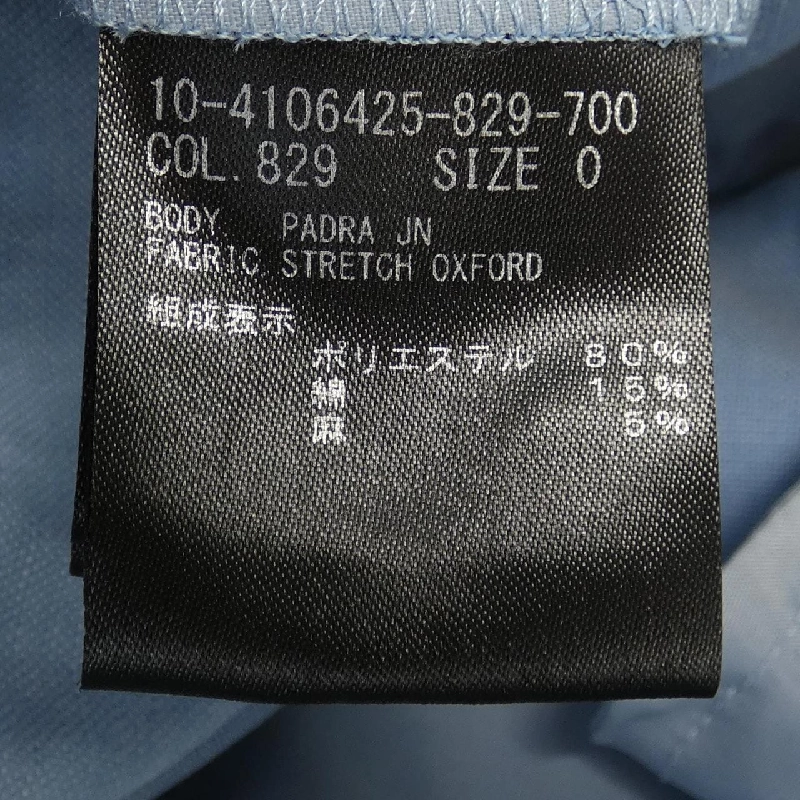 10-4106425-829-700
COL. 829 SIZE 0
BODY PADRA JN
FABRIC STRETCH OXFORD
組成表示
ポリエステル 80%
綿 15%
麻 5%